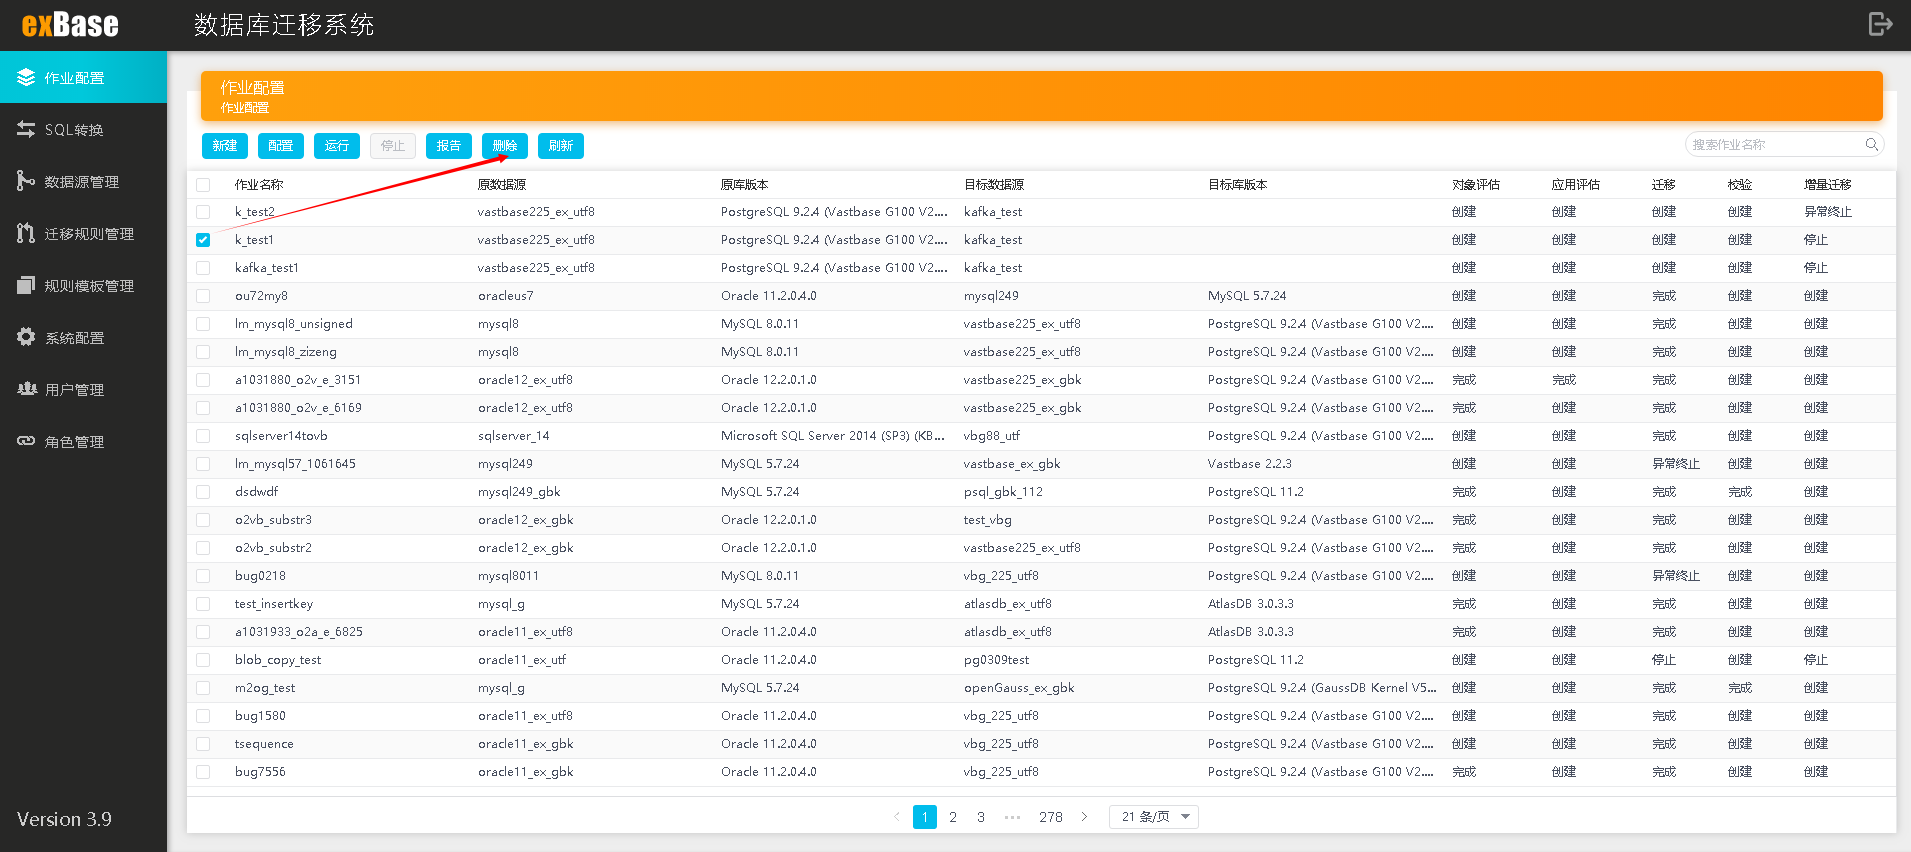 exBase
数据库迁移系统
作业配置
SQL转换
数据源管理
迁移规则管理
规则模板管理
系统配置
用户管理
角色管理
Version 3.9
作业配置
作业配置
新建 配置 运行 停止 报告 删除 刷新 搜索作业名称
作业名称 原数据源 原库版本 目标数据源 目标库版本 对象评估 应用评估 迁移 校验 增量迁移
k_test2 vastbase225_ex_utf8 PostgreSQL 9.2.4 (Vastbase G100 V2.... kafka_test 创建 创建 创建 创建 异常终止
k_test1 vastbase225_ex_utf8 PostgreSQL 9.2.4 (Vastbase G100 V2.... kafka_test 创建 创建 创建 创建 停止
kafka_test1 vastbase225_ex_utf8 PostgreSQL 9.2.4 (Vastbase G100 V2.... kafka_test 创建 创建 创建 创建 停止
ou72my8 oracleus7 Oracle 11.2.0.4.0 mysql249 MySQL 5.7.24 创建 创建 完成 创建 创建
lm_mysql8_unsigned mysql8 MySQL 8.0.11 vastbase225_ex_utf8 PostgreSQL 9.2.4 (Vastbase G100 V2.... 创建 创建 完成 创建 创建
lm_mysql8_zizeng mysql8 MySQL 8.0.11 vastbase225_ex_utf8 PostgreSQL 9.2.4 (Vastbase G100 V2.... 创建 创建 完成 创建 创建
a1031880_o2v_e_3151 oracle12_ex_utf8 Oracle 12.2.0.1.0 vastbase225_ex_gbk PostgreSQL 9.2.4 (Vastbase G100 V2.... 完成 完成 完成 创建 创建
a1031880_o2v_e_6169 oracle12_ex_utf8 Oracle 12.2.0.1.0 vastbase225_ex_gbk PostgreSQL 9.2.4 (Vastbase G100 V2.... 完成 创建 完成 创建 创建
sqlserver14tovb sqlserver_14 Microsoft SQL Server 2014 (SP3) (KB... vbg88_utf PostgreSQL 9.2.4 (Vastbase G100 V2.... 创建 创建 完成 创建 创建
lm_mysql57_1061645 mysql249 MySQL 5.7.24 vastbase_ex_gbk Vastbase 2.2.3 创建 创建 异常终止 创建 创建
dsdwdf mysql249_gbk MySQL 5.7.24 psql_gbk_112 PostgreSQL 11.2 完成 创建 完成 完成 创建
o2vb_substr3 oracle12_ex_gbk Oracle 12.2.0.1.0 test_vbg PostgreSQL 9.2.4 (Vastbase G100 V2.... 完成 创建 完成 创建 创建
o2vb_substr2 oracle12_ex_gbk Oracle 12.2.0.1.0 vastbase225_ex_utf8 PostgreSQL 9.2.4 (Vastbase G100 V2.... 完成 创建 完成 创建 创建
bug0218 mysql8011 MySQL 8.0.11 vbg_225_utf8 PostgreSQL 9.2.4 (Vastbase G100 V2.... 创建 创建 异常终止 创建 创建
test_insertkey mysql_g MySQL 5.7.24 atlasdb_ex_utf8 AtlasDB 3.0.3.3 完成 创建 完成 创建 创建
a1031933_o2a_e_6825 oracle11_ex_utf8 Oracle 11.2.0.4.0 atlasdb_ex_utf8 AtlasDB 3.0.3.3 完成 创建 完成 创建 创建
blob_copy_test oracle11_ex_utf Oracle 11.2.0.4.0 pg0309test PostgreSQL 11.2 创建 创建 停止 创建 停止
m2og_test mysql_g MySQL 5.7.24 openGauss_ex_gbk PostgreSQL 9.2.4 (GaussDB Kernel V5... 创建 创建 完成 完成 创建
bug1580 oracle11_ex_utf8 Oracle 11.2.0.4.0 vbg_225_utf8 PostgreSQL 9.2.4 (Vastbase G100 V2.... 创建 创建 完成 创建 创建
tsequence oracle11_ex_gbk Oracle 11.2.0.4.0 vbg_225_utf8 PostgreSQL 9.2.4 (Vastbase G100 V2.... 创建 创建 完成 创建 创建
bug7556 oracle11_ex_gbk Oracle 11.2.0.4.0 vbg_225_utf8 PostgreSQL 9.2.4 (Vastbase G100 V2.... 完成 创建 完成 创建 创建
1 2 3 ••• 278 21 条/页